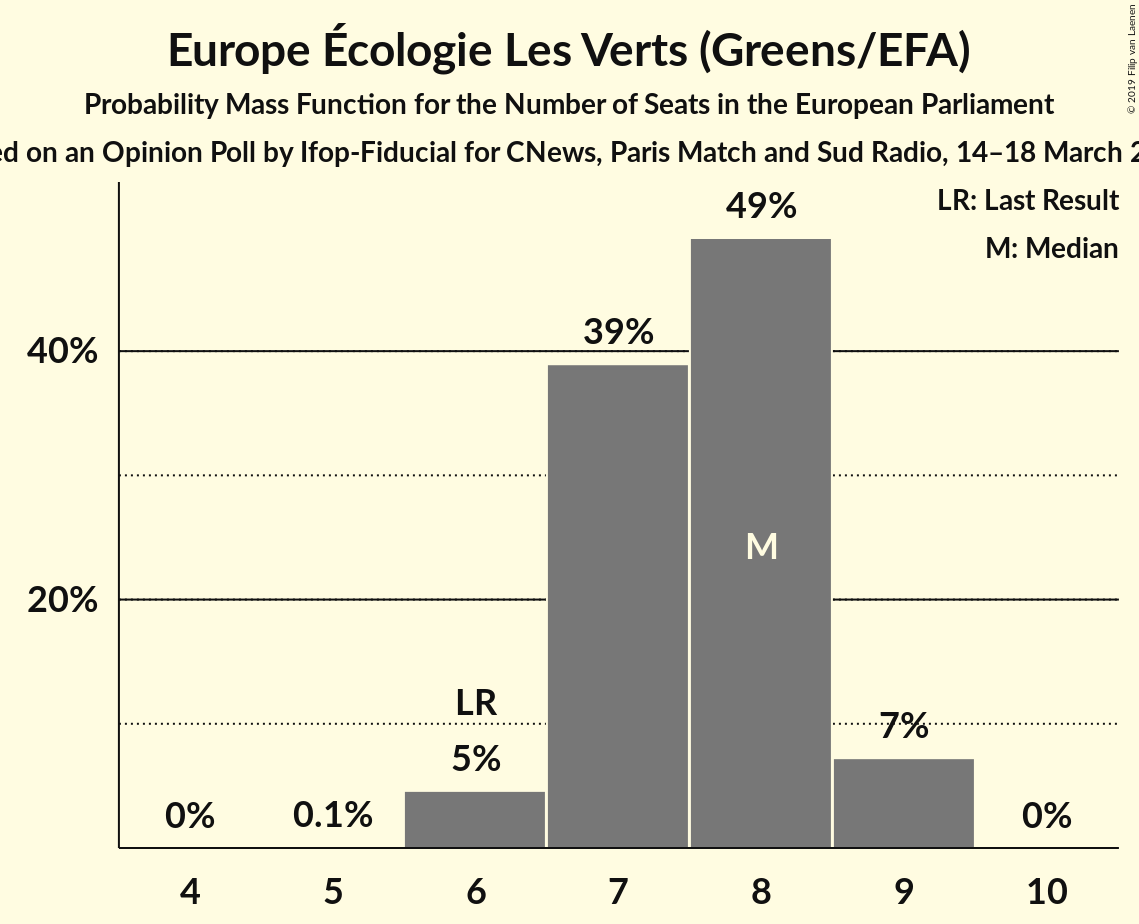 Europe Écologie Les Verts (Greens/EFA)
Probability Mass Function for the Number of Seats in the European Parliament
on an Opinion Poll by Ifop-Fiducial for CNews, Paris Match and Sud Radio, 14–18 March
© 2019 Filip van Laenen
LR: Last Result
M: Median
49%
39%
40%
M
20%
LR
7%
5%
0%
0.1%
0%
4
5
6
7
8
9
10